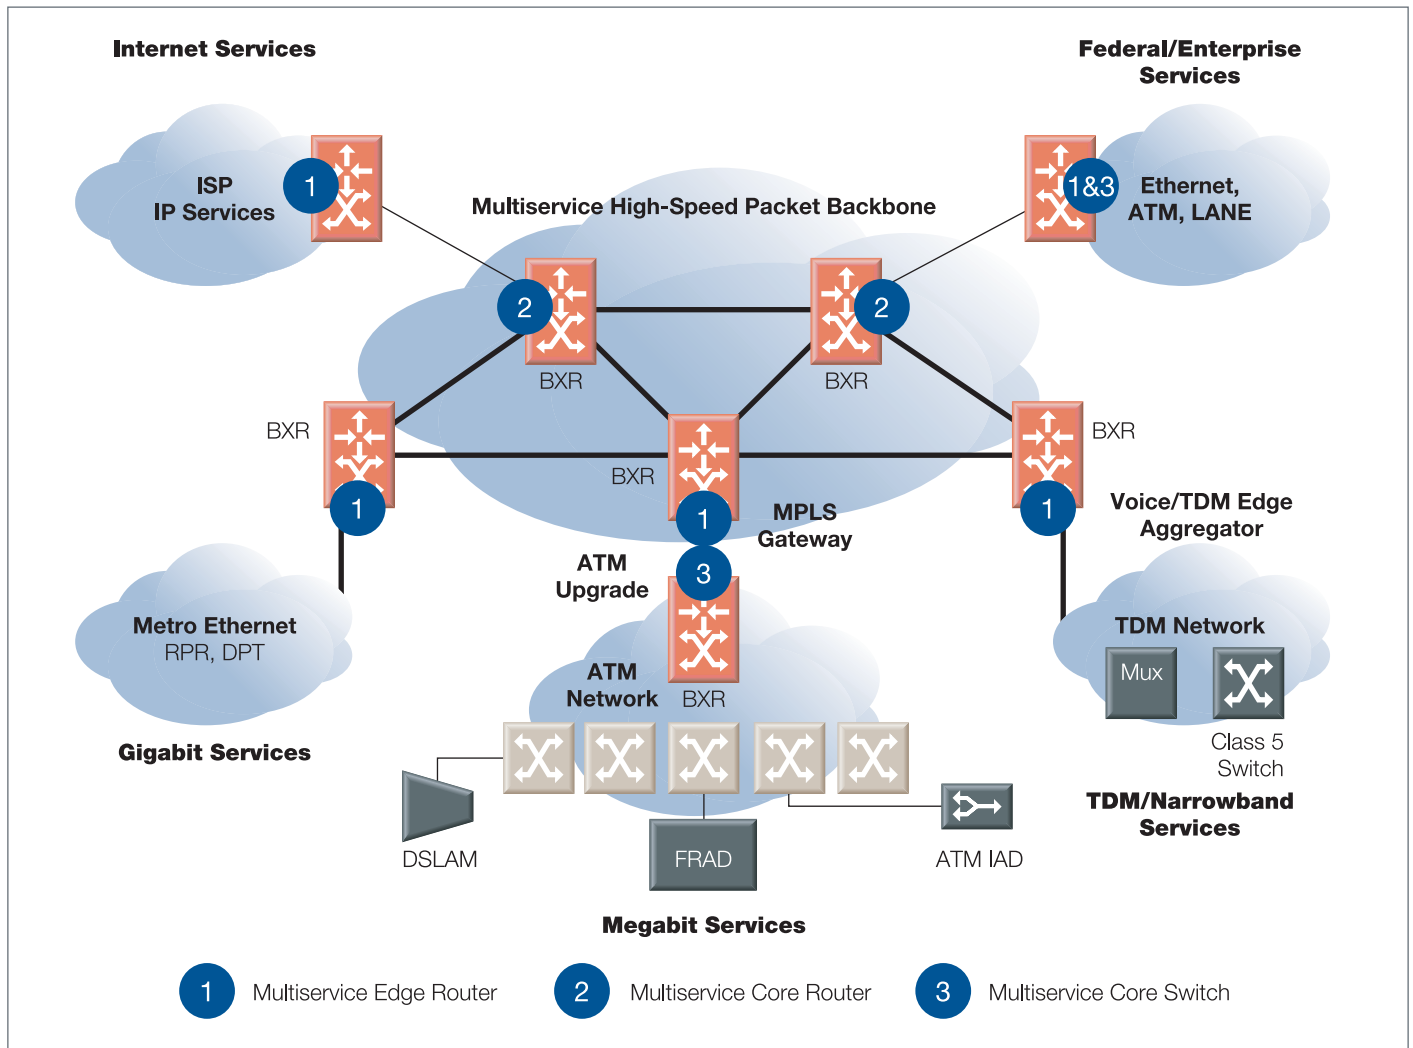 Internet Services
Federal/Enterprise
Services
ISP
IP Services
1
1&3
Ethernet,
ATM, LANE
Multiservice High-Speed Packet Backbone
2
2
BXR
BXR
BXR
BXR
BXR
1
1
1
MPLS
Gateway
Voice/TDM Edge
Aggregator
ATM
Upgrade
3
Metro Ethernet
RPR, DPT
TDM Network
Mux
ATM
Network
BXR
Gigabit Services
Class 5
Switch
TDM/Narrowband
Services
DSLAM
FRAD
ATM IAD
Megabit Services
1 Multiservice Edge Router
2 Multiservice Core Router
3 Multiservice Core Switch